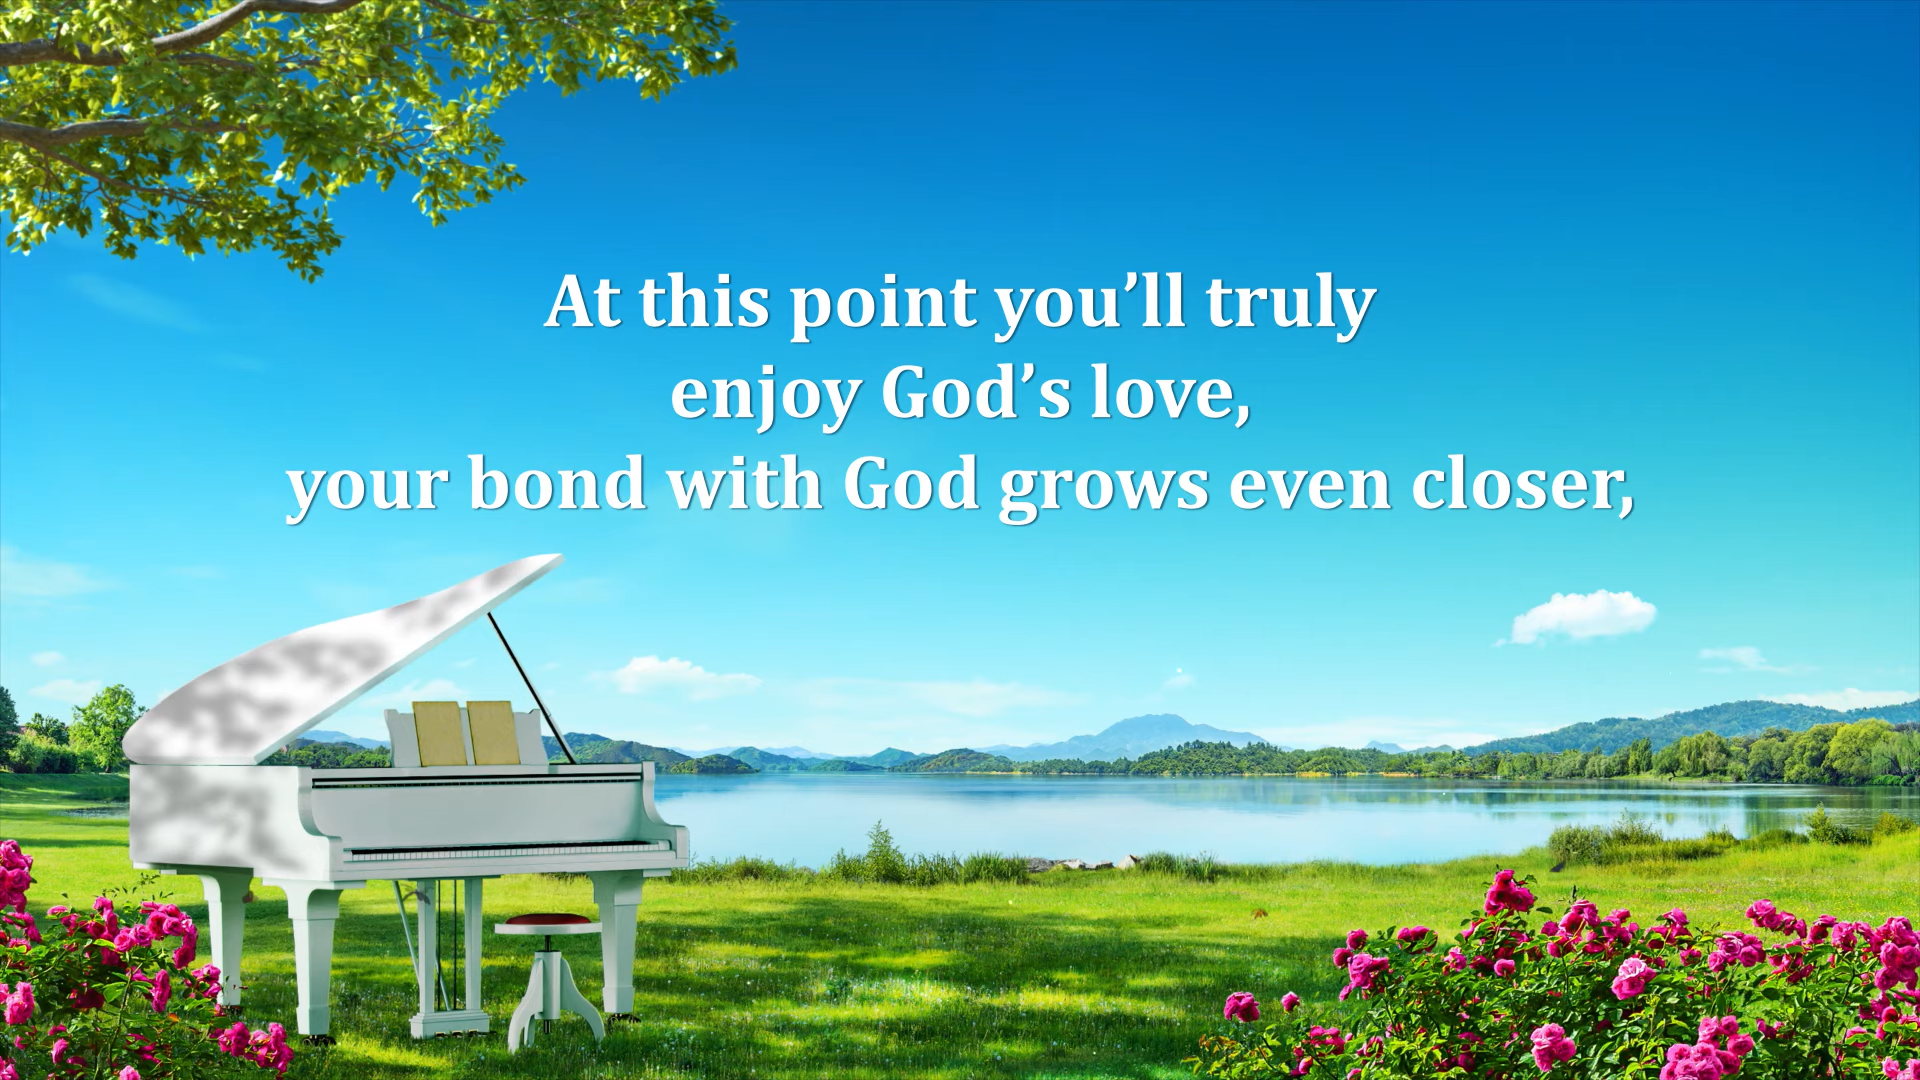 At this point you’ll truly
enjoy God’s love,
your bond with God grows even closer,